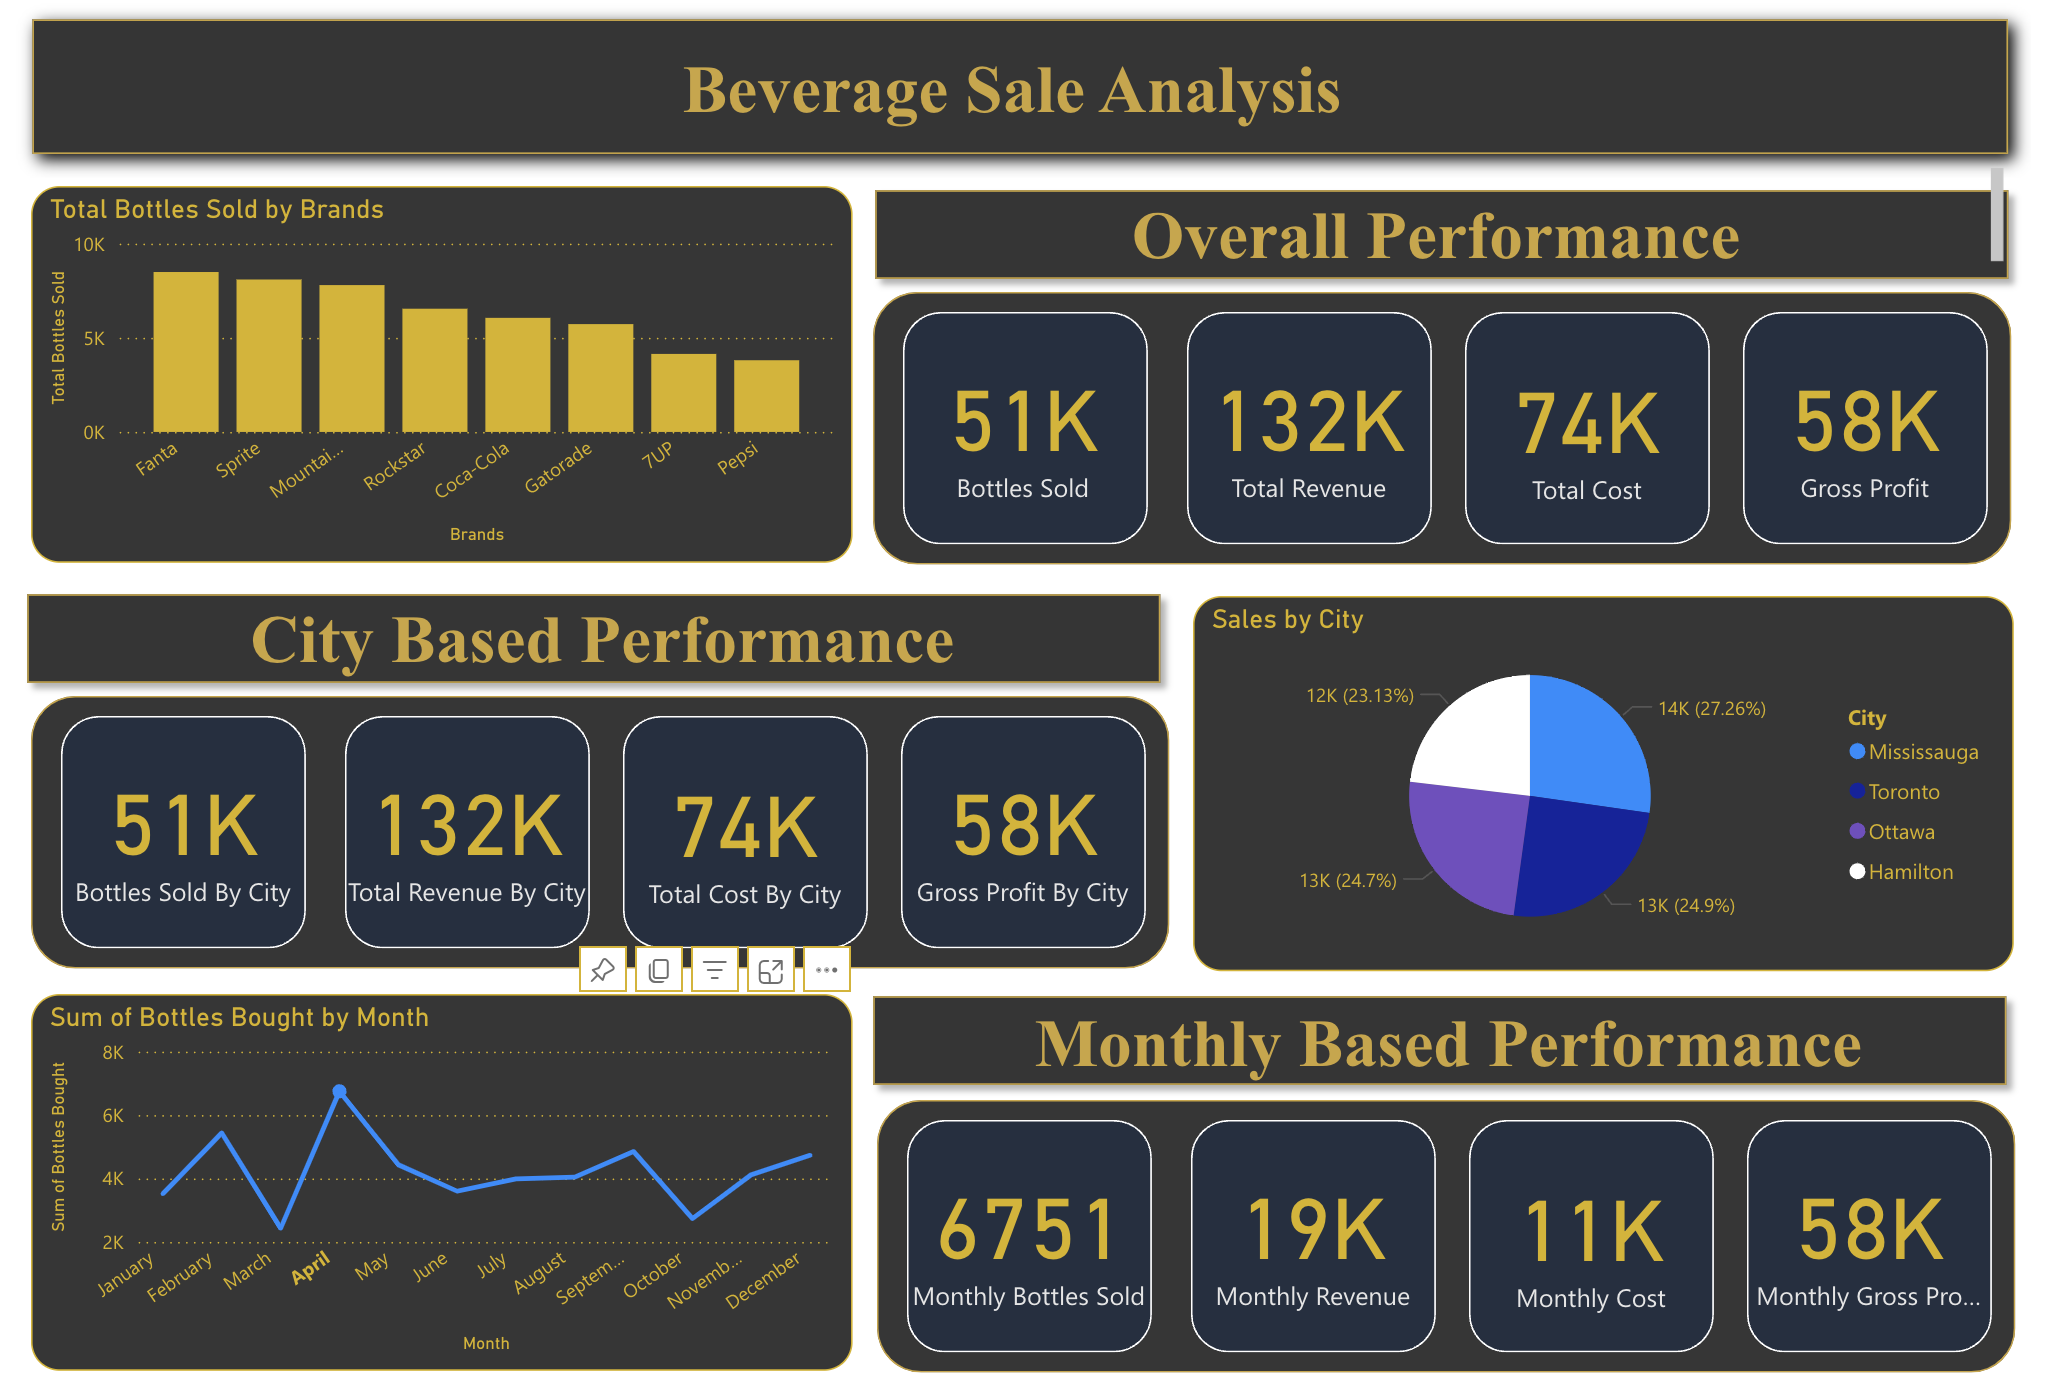 Beverage Sale Analysis
Total Bottles Sold by Brands
Total Bottles Sold
10K
5K
0K
Fanta
Sprite
Mountai...
Rockstar
Coca-Cola
Gatorade
7UP
Pepsi
Brands
Overall Performance
51K
Bottles Sold
132K
Total Revenue
74K
Total Cost
58K
Gross Profit
City Based Performance
51K
Bottles Sold By City
132K
Total Revenue By City
74K
Total Cost By City
58K
Gross Profit By City
Sales by City
12K (23.13%)
14K (27.26%)
13K (24.7%)
13K (24.9%)
City
Mississauga
Toronto
Ottawa
Hamilton
Sum of Bottles Bought by Month
Sum of Bottles Bought
8K
6K
4K
2K
January
February
March
April
May
June
July
August
Septem...
October
Novemb...
December
Month
Monthly Based Performance
6751
Monthly Bottles Sold
19K
Monthly Revenue
11K
Monthly Cost
58K
Monthly Gross Pro...